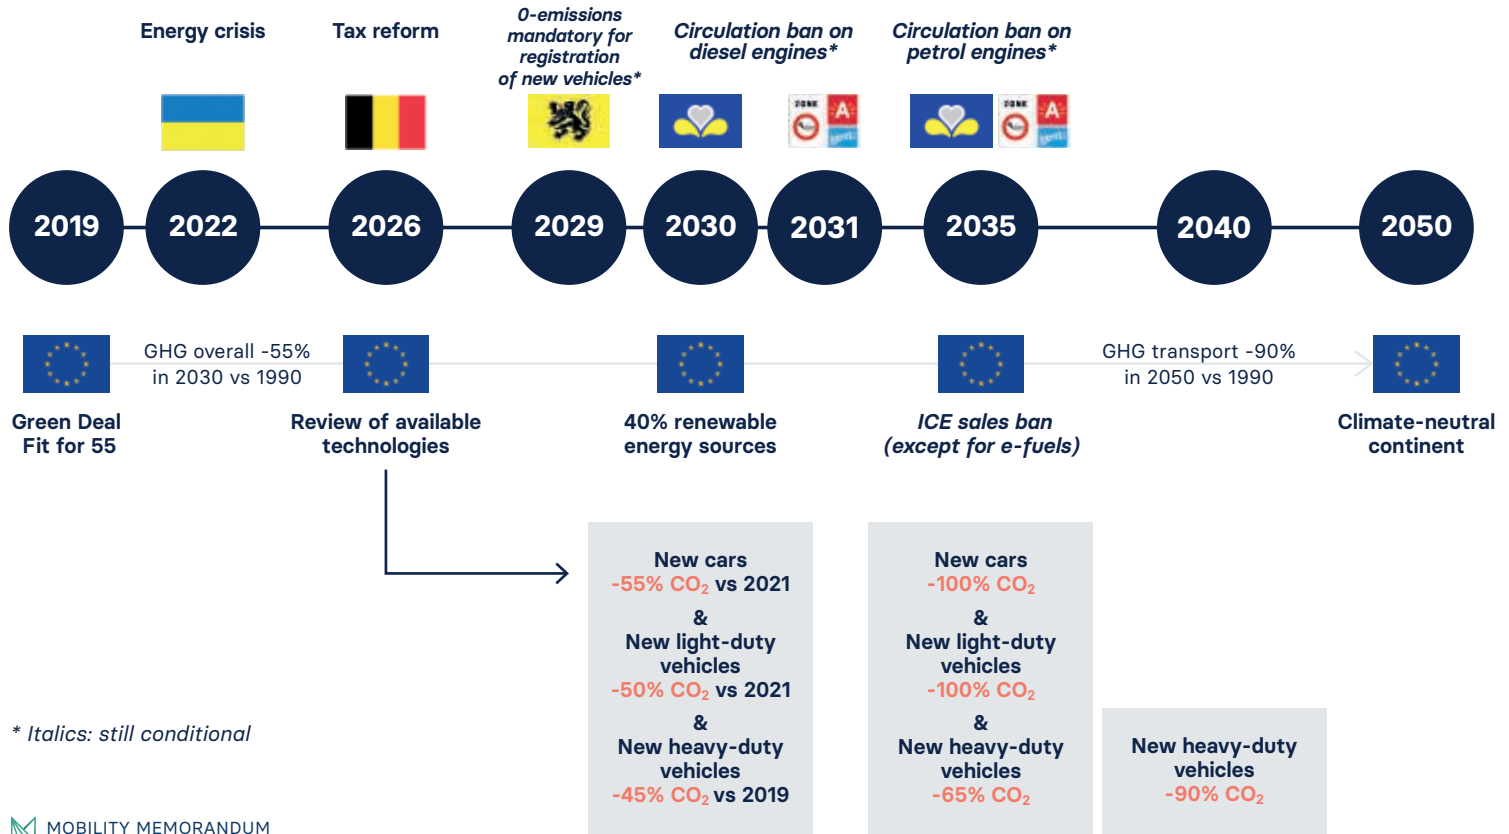 Energy crisis
Tax reform
0-emissions
mandatory for
registration
of new vehicles*
Circulation ban on
diesel engines*
Circulation ban on
petrol engines*
ZONE
A
ZONE
A
2019
2022
2026
2029
2030
2031
2035
2040
2050
GHG overall -55%
in 2030 vs 1990
GHG transport -90%
in 2050 vs 1990
Green Deal
Fit for 55
Review of available
technologies
40% renewable
energy sources
ICE sales ban
(except for e-fuels)
Climate-neutral
continent
New cars
-55% CO₂ vs 2021
&
New light-duty
vehicles
-50% CO₂ vs 2021
&
New heavy-duty
vehicles
-45% CO₂ vs 2019
New cars
-100% CO₂
&
New light-duty
vehicles
-100% CO₂
&
New heavy-duty
vehicles
-65% CO₂
New heavy-duty
vehicles
-90% CO₂
* Italics: still conditional
MOBILITY MEMORANDUM